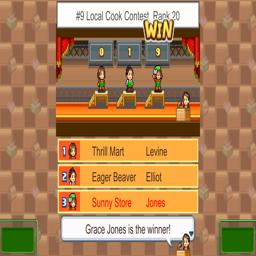 #9 Local Cook Contest, Rank 20
WIN
0 1 9
1 Thrill Mart Levine
2 Eager Beaver Elliot
3 Sunny Store Jones
Grace Jones is the winner!